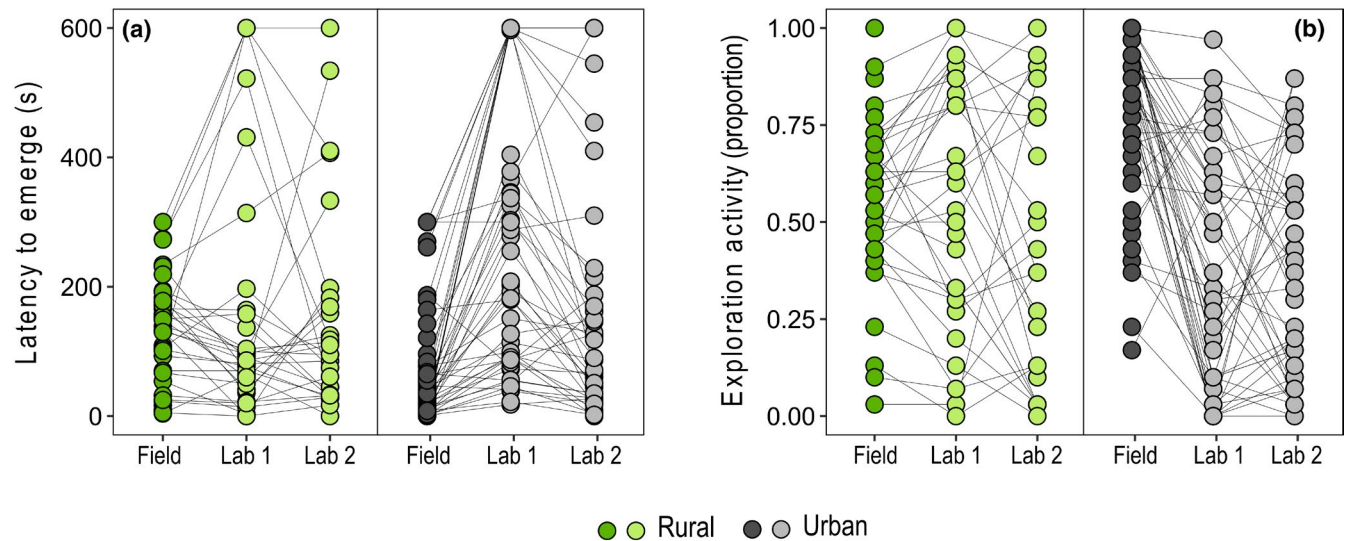 (a)
Latency to emerge (s)
600
400
200
0
Field Lab 1 Lab 2 Field Lab 1 Lab 2
(b)
Exploration activity (proportion)
1.00
0.75
0.50
0.25
0.00
Field Lab 1 Lab 2 Field Lab 1 Lab 2
Rural Urban